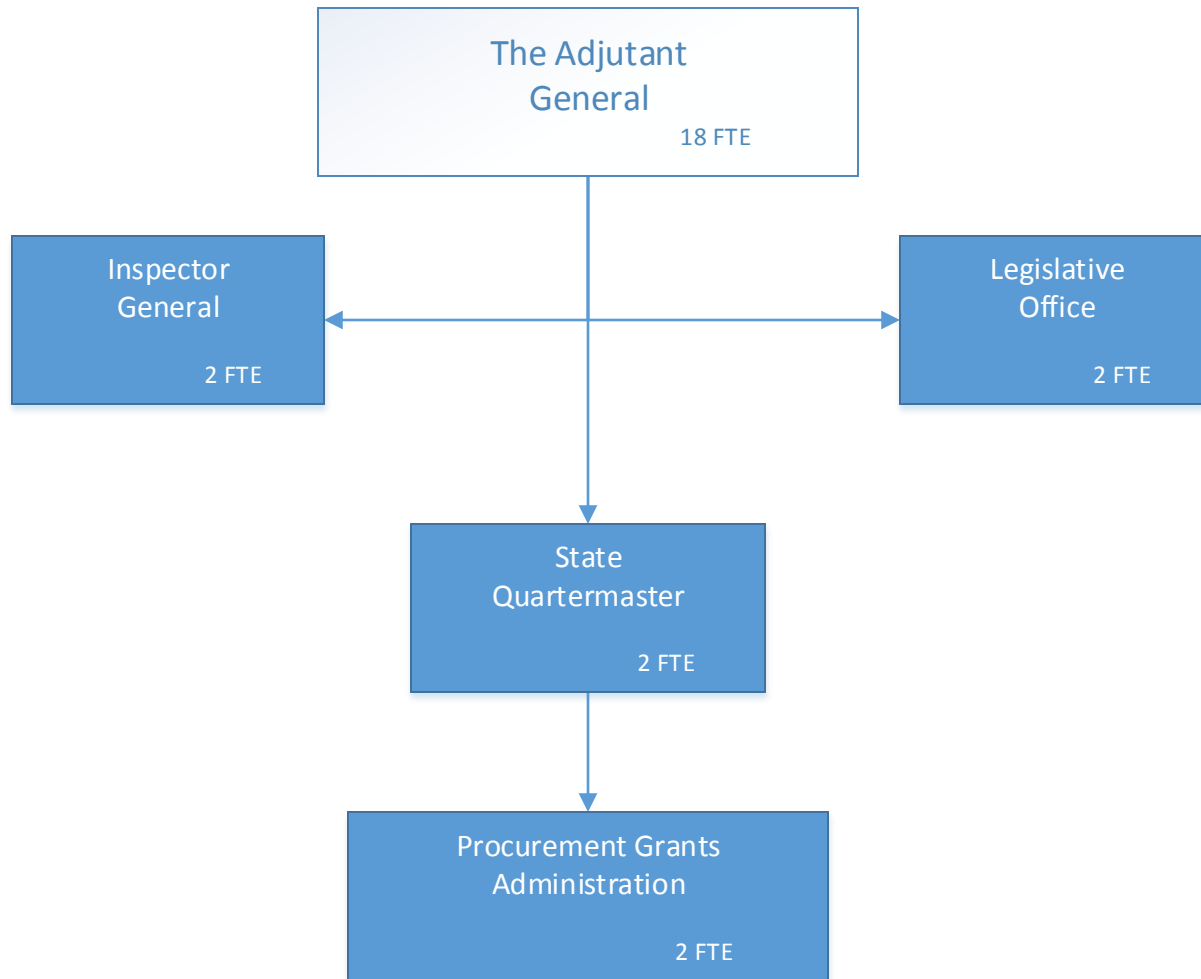 The Adjutant
General
18 FTE
Inspector
General
2 FTE
Legislative
Office
2 FTE
State
Quartermaster
2 FTE
Procurement Grants
Administration
2 FTE